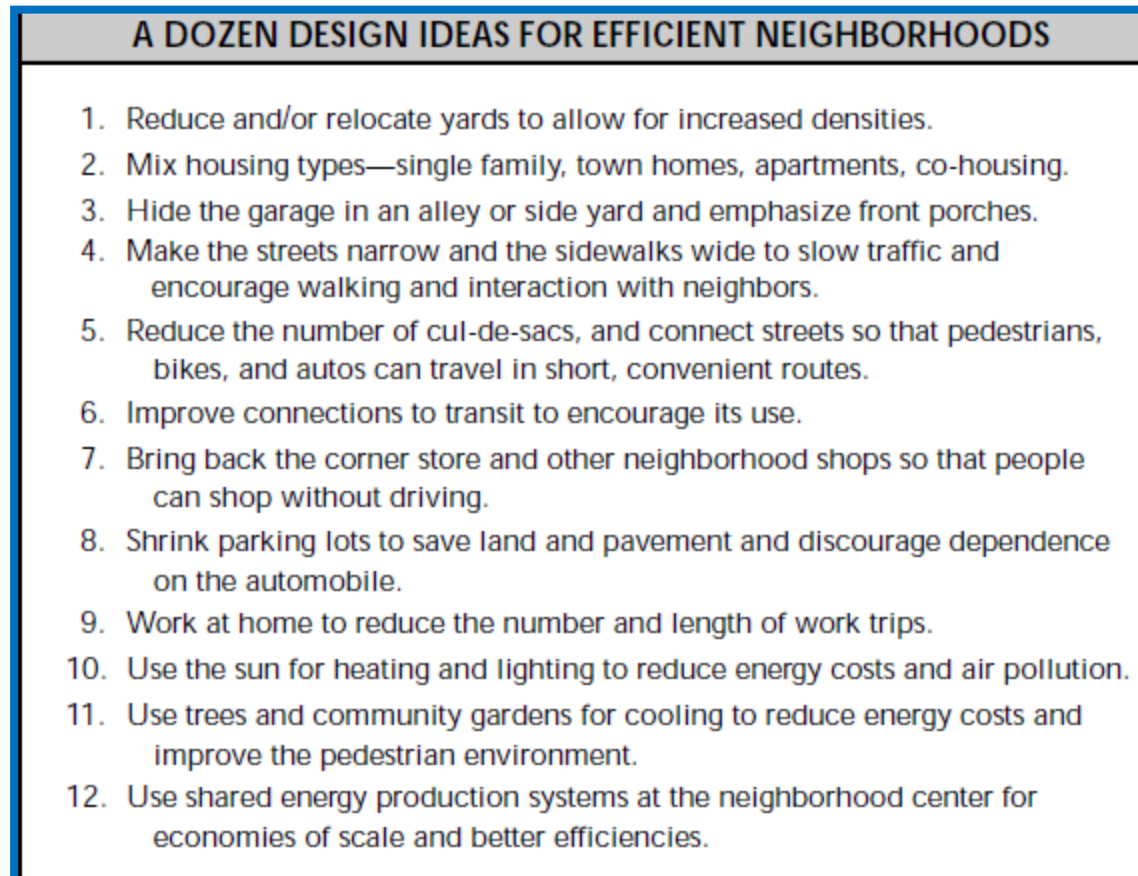 A DOZEN DESIGN IDEAS FOR EFFICIENT NEIGHBORHOODS
1. Reduce and/or relocate yards to allow for increased densities.
2. Mix housing types—single family, town homes, apartments, co-housing.
3. Hide the garage in an alley or side yard and emphasize front porches.
4. Make the streets narrow and the sidewalks wide to slow traffic and
encourage walking and interaction with neighbors.
5. Reduce the number of cul-de-sacs, and connect streets so that pedestrians,
bikes, and autos can travel in short, convenient routes.
6. Improve connections to transit to encourage its use.
7. Bring back the corner store and other neighborhood shops so that people
can shop without driving.
8. Shrink parking lots to save land and pavement and discourage dependence
on the automobile.
9. Work at home to reduce the number and length of work trips.
10. Use the sun for heating and lighting to reduce energy costs and air pollution.
11. Use trees and community gardens for cooling to reduce energy costs and
improve the pedestrian environment.
12. Use shared energy production systems at the neighborhood center for
economies of scale and better efficiencies.